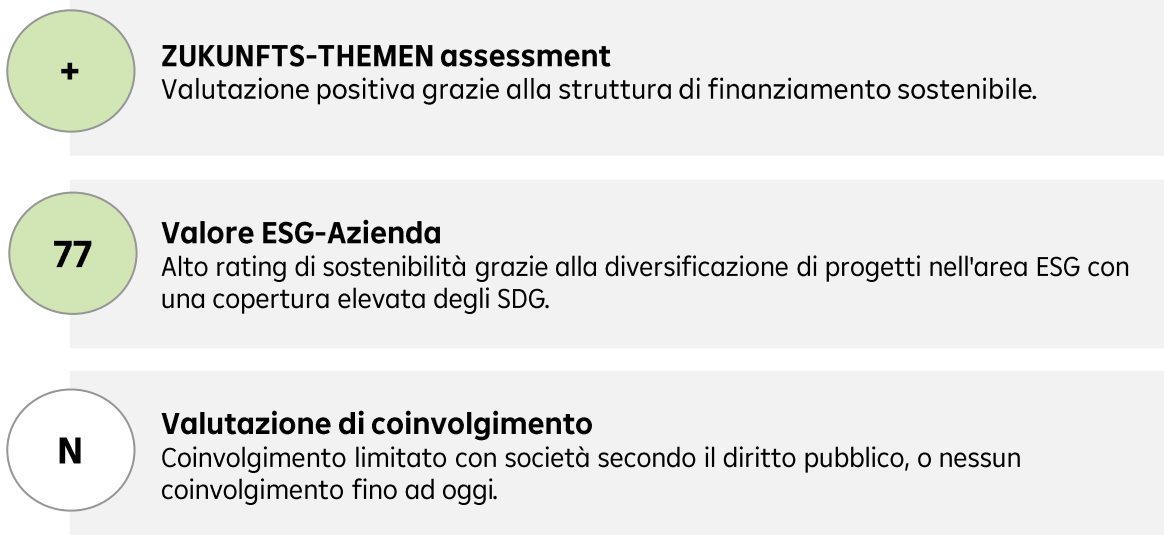 +
ZUKUNFTS-THEMEN assessment
Valutazione positiva grazie alla struttura di finanziamento sostenibile.
77
Valore ESG-Azienda
Alto rating di sostenibilità grazie alla diversificazione di progetti nell'area ESG con
una copertura elevata degli SDG.
N
Valutazione di coinvolgimento
Coinvolgimento limitato con società secondo il diritto pubblico, o nessun
coinvolgimento fino ad oggi.